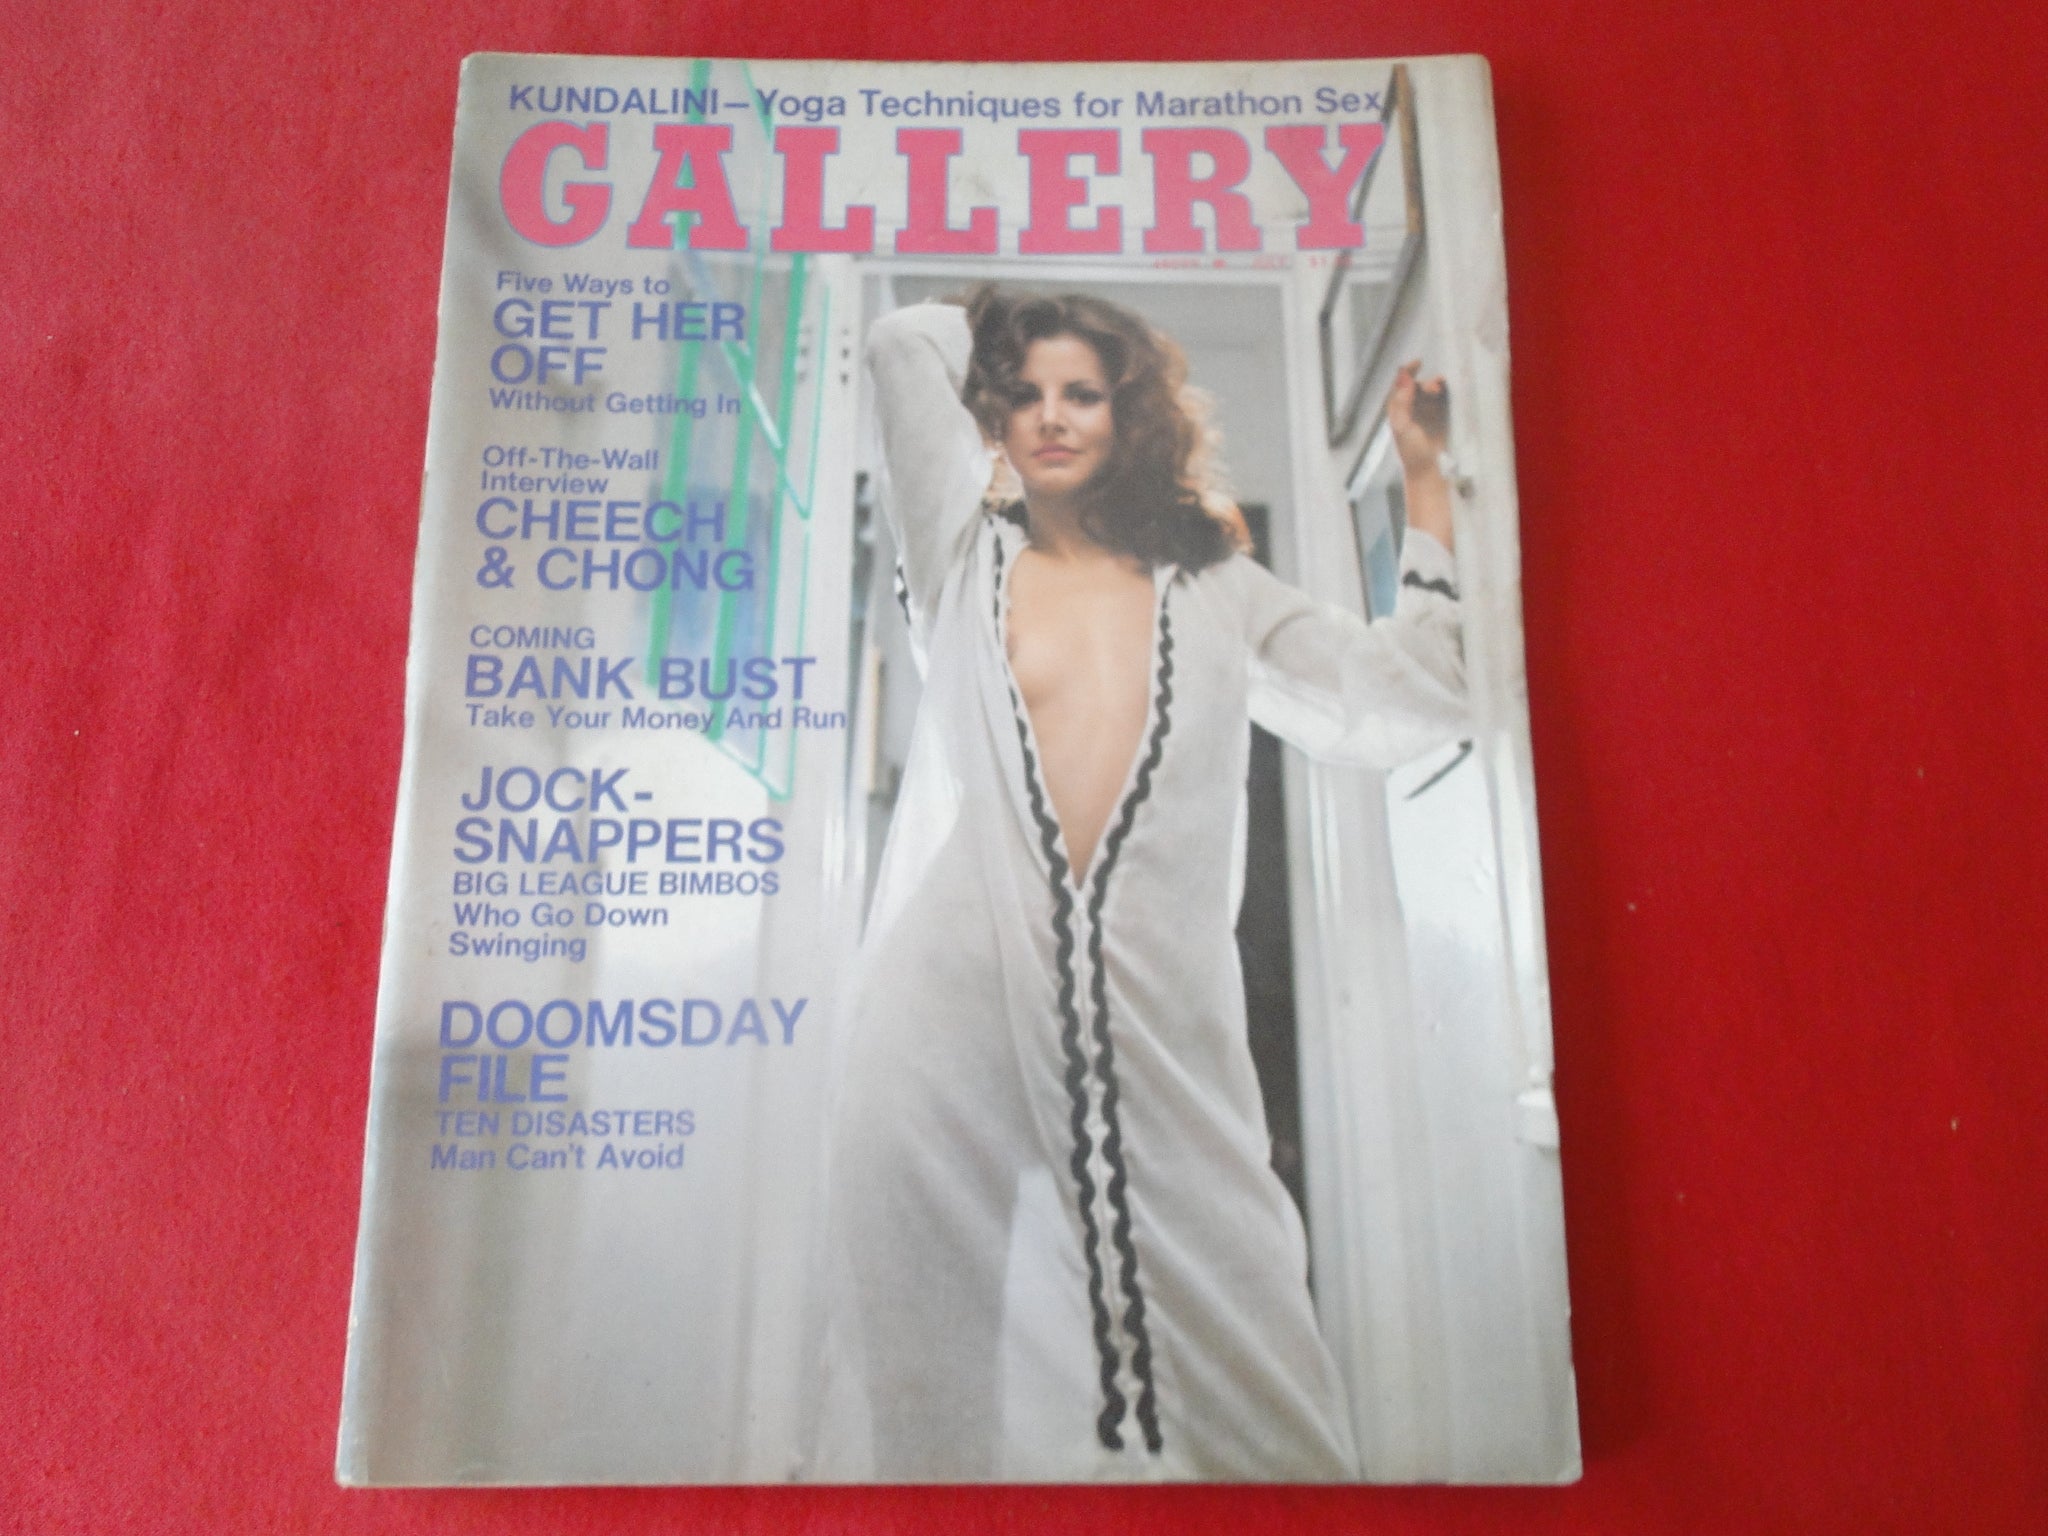 KUNDALINI—Yoga Techniques for Marathon Sex
GALLERY
JULY
Five Ways to
GET HER
OFF
Without Getting In
Off-The-Wall
Interview
CHEECH
& CHONG
COMING
BANK BUST
Take Your Money And Run
JOCK-
SNAPPERS
BIG LEAGUE BIMBOS
Who Go Down
Swinging
DOOMSDAY
FILE
TEN DISASTERS
Man Can't Avoid